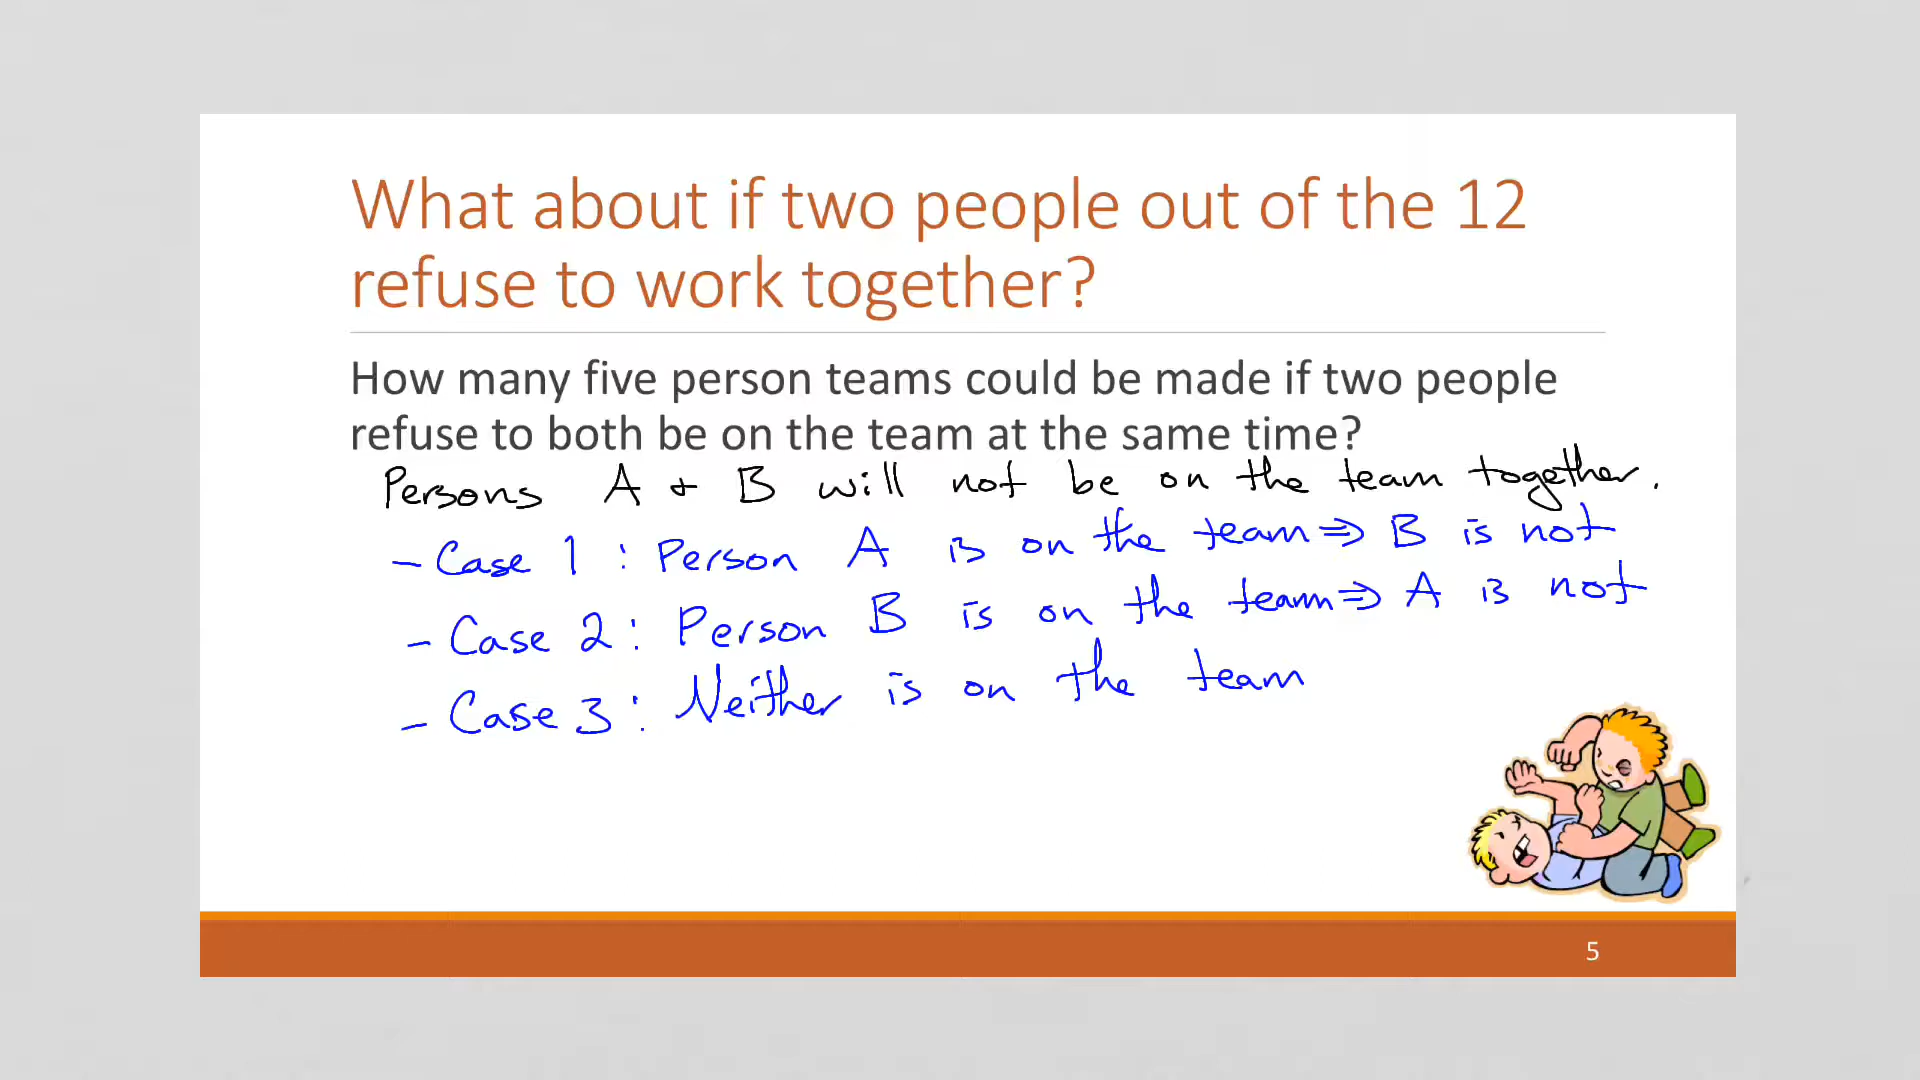 What about if two people out of the 12
refuse to work together?
How many five person teams could be made if two people
refuse to both be on the team at the same time?
Persons A + B will not be on the team together.
- Case 1 : Person A is on the team ⇒ B is not
- Case 2 : Person B is on the team ⇒ A is not
- Case 3 : Neither is on the team
5